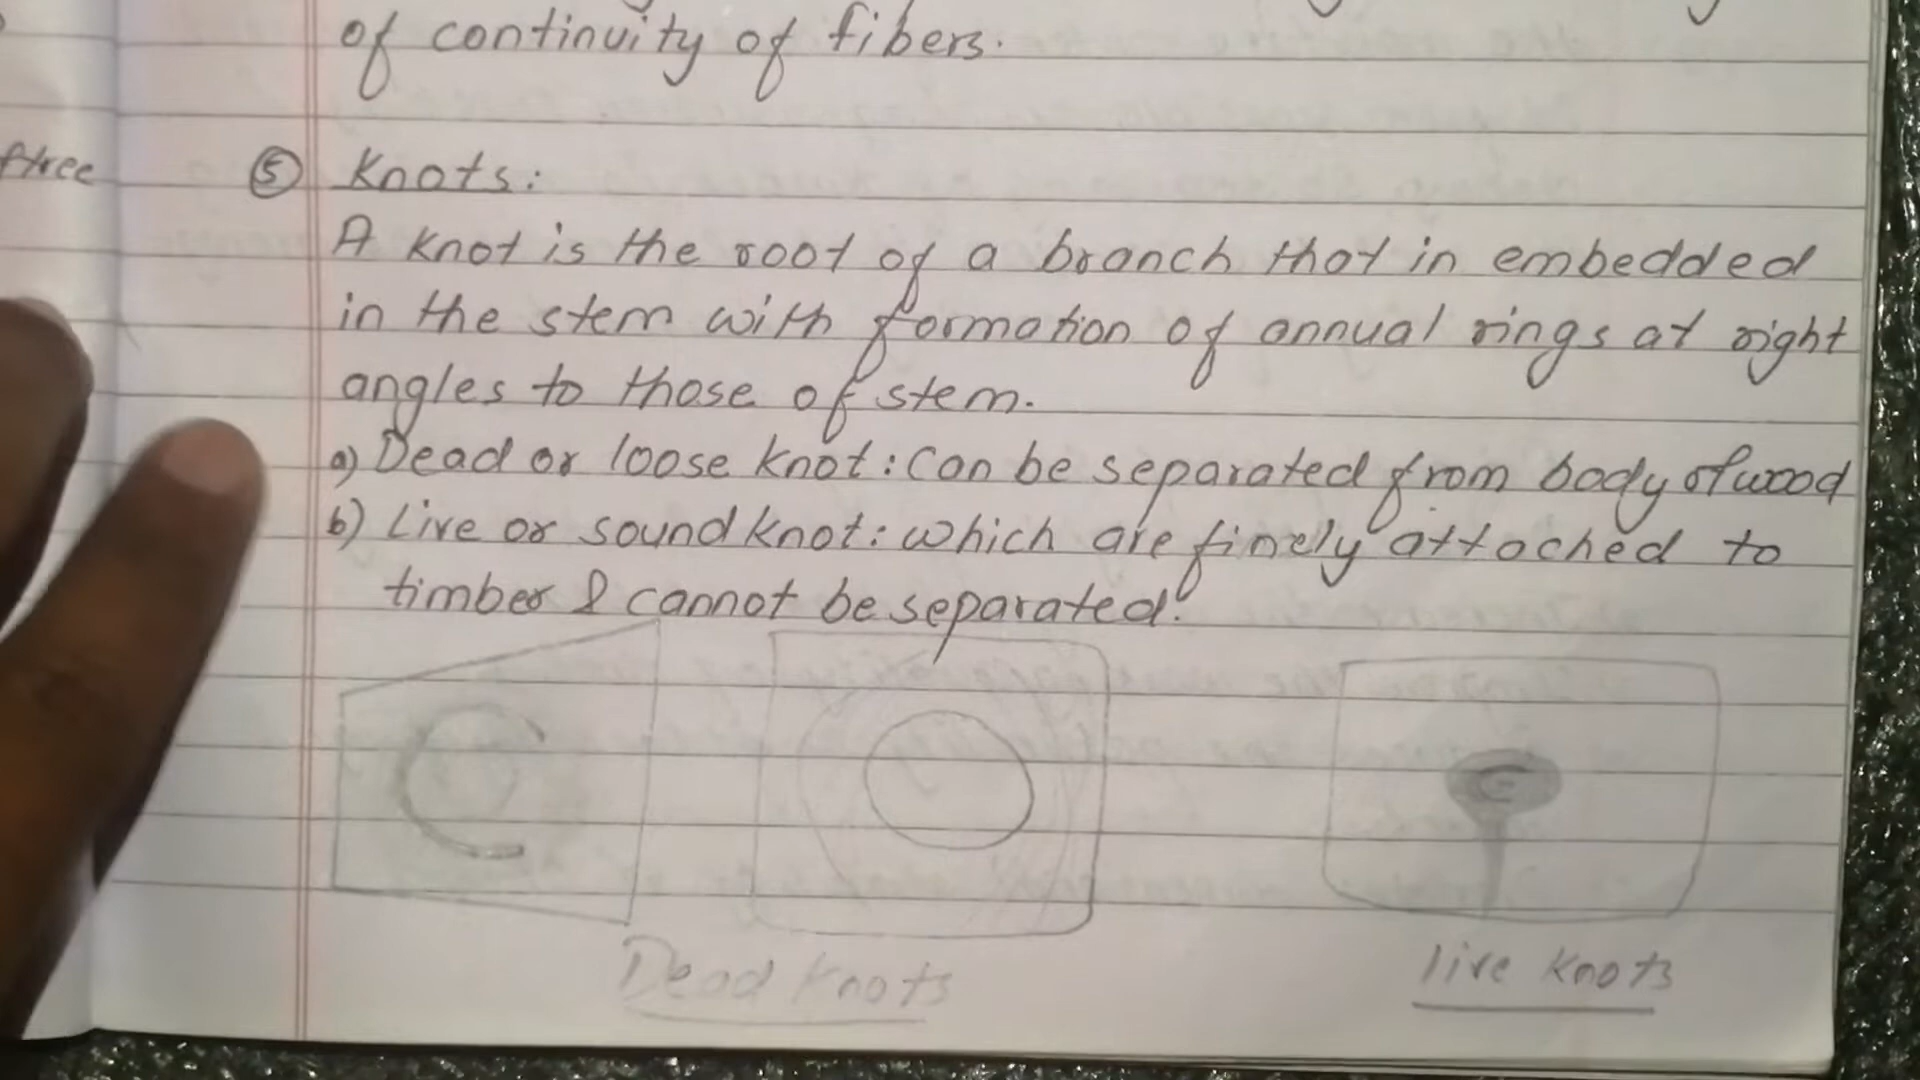 of continuity of fibers.
ftree
⑤ Knots:
A knot is the root of a branch that in embedded
in the stem with formation of annual rings at right
angles to those of stem.
a) Dead or loose knot: Can be separated from body of wood
b) Live or sound knot: which are finely attached to
timber & cannot be separated.
Dead Knots
live knots